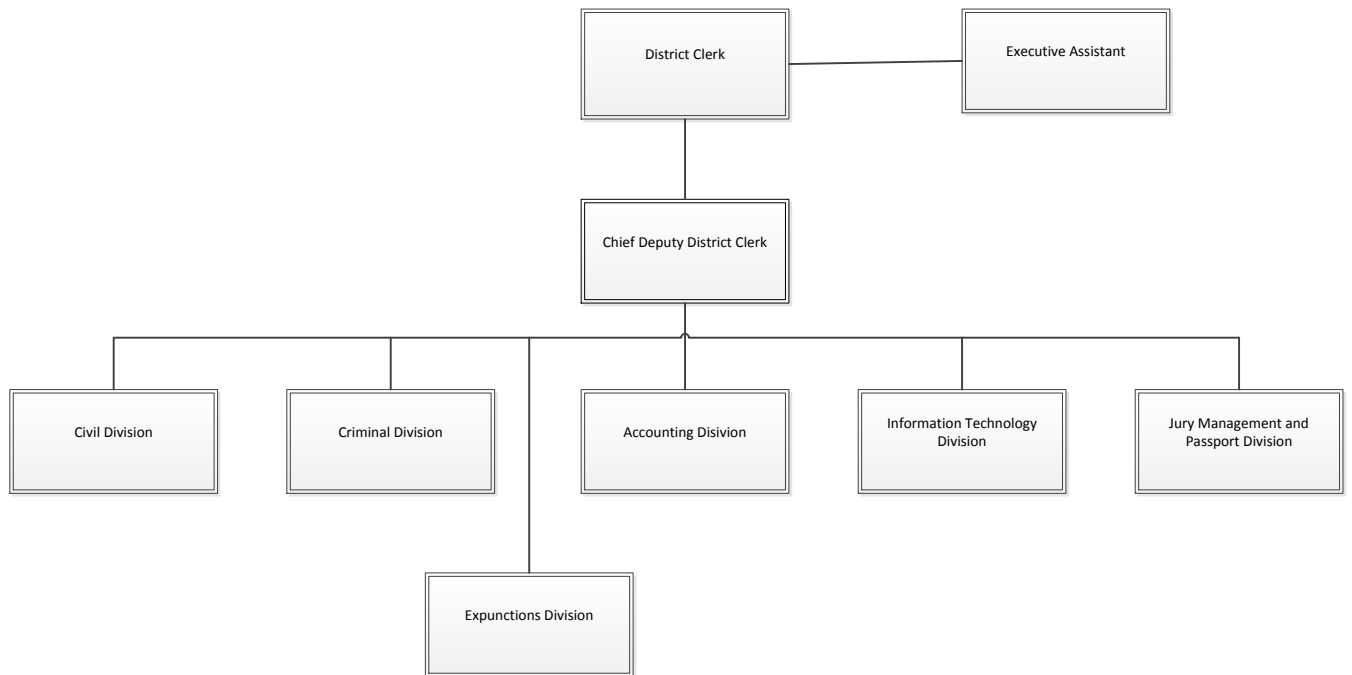 District Clerk
Executive Assistant
Chief Deputy District Clerk
Civil Division
Criminal Division
Accounting Disivion
Information Technology
Division
Jury Management and
Passport Division
Expunctions Division